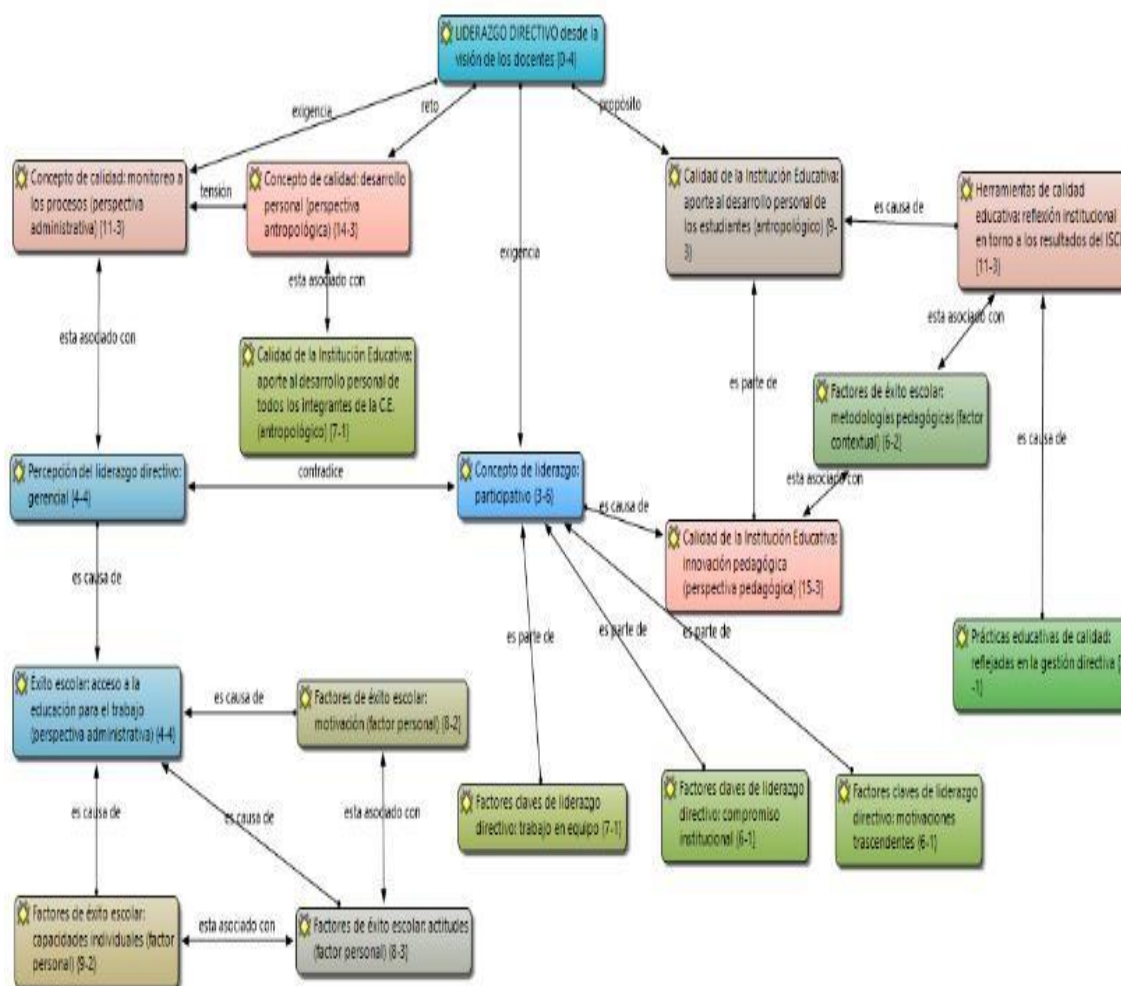 LIDERAZGO DIRECTIVO desde la
visión de los docentes {0-4}
exigencia
reto
propósito
Concepto de calidad: monitoreo a
los procesos (perspectiva
administrativa) {11-3}
tensión
Concepto de calidad: desarrollo
personal (perspectiva
antropológica) {14-3}
exigencia
Calidad de la Institución Educativa:
aporte al desarrollo personal de
los estudiantes (antropológico) {9-
3}
es causa de
Herramientas de calidad
educativa: reflexión institucional
en torno a los resultados del
{11-3}
esta asociado con
esta asociado con
esta asociado con
Calidad de la Institución Educativa:
aporte al desarrollo personal de
todos los integrantes de la C.E.
(antropológico) {7-1}
es parte de
Factores de éxito escolar:
metodologías pedagógicas (factor
contextual) {6-2}
es causa de
Percepción del liderazgo directivo:
gerencial {4-4}
contradice
Concepto de liderazgo:
participativo {3-6}
es causa de
esta asociado con
Calidad de la Institución Educativa:
innovación pedagógica
(perspectiva pedagógica) {15-3}
es causa de
es parte de
es parte de
es parte de
Prácticas educativas de calidad:
reflejadas en la gestión directiva
-1}
Exito escolar: acceso a la
educación para el trabajo
(perspectiva administrativa) {4-4}
es causa de
Factores de éxito escolar:
motivación (factor personal) {8-2}
es causa de
es causa de
esta asociado con
Factores claves de liderazgo
directivo: trabajo en equipo {7-1}
Factores claves de liderazgo
directivo: compromiso
institucional {6-1}
Factores claves de liderazgo
directivo: motivaciones
trascendentes {6-1}
Factores de éxito escolar:
capacidades individuales (factor
personal) {9-2}
esta asociado con
Factores de éxito escolar: actitudes
(factor personal) {8-3}